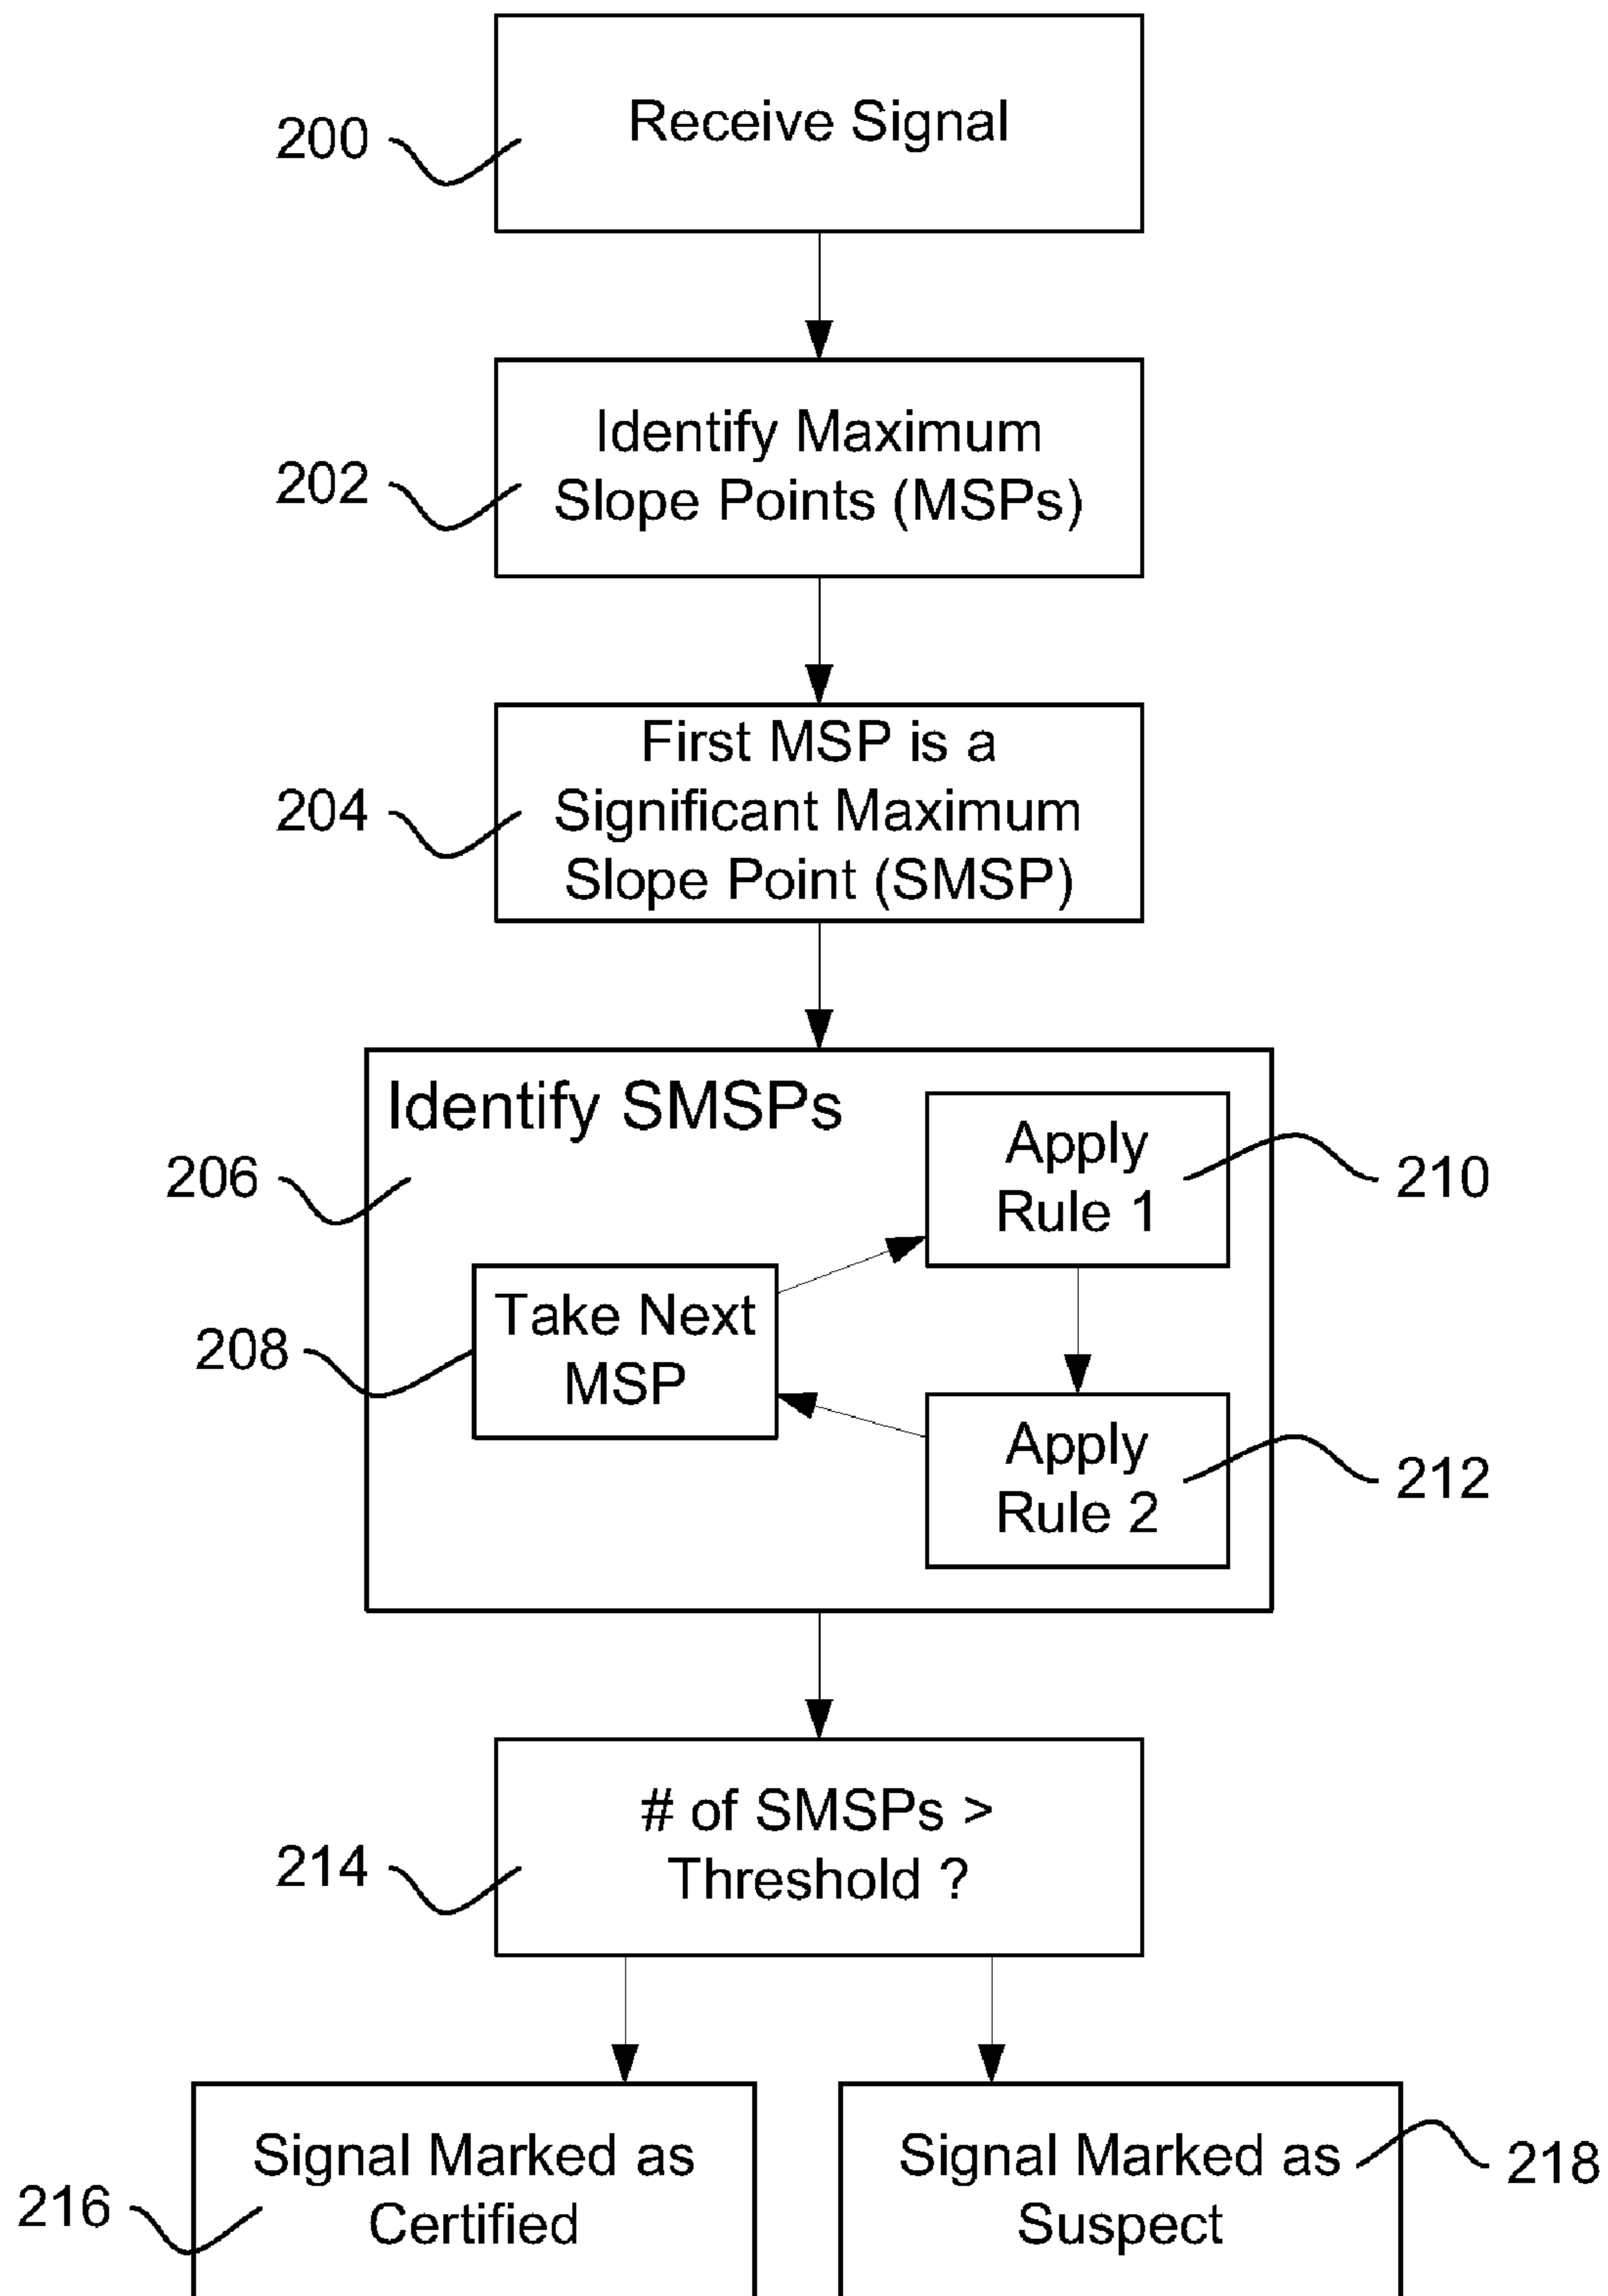 Receive Signal
200
Identify Maximum
Slope Points (MSPs)
202
First MSP is a
Significant Maximum
Slope Point (SMSP)
204
Identify SMSPs
206
Apply
Rule 1
210
Take Next
MSP
208
Apply
Rule 2
212
# of SMSPs >
Threshold ?
214
Signal Marked as
Certified
216
Signal Marked as
Suspect
218